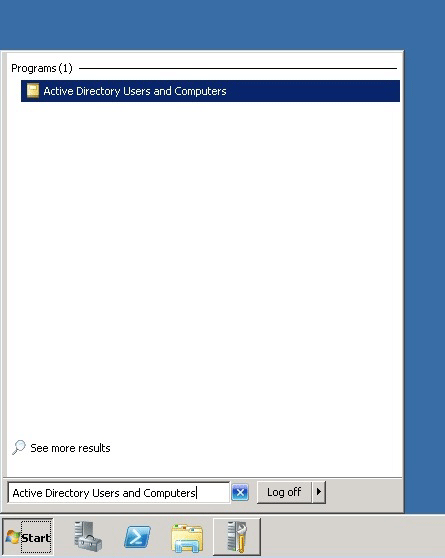 Programs (1)
Active Directory Users and Computers
See more results
Active Directory Users and Computers
Log off
Start